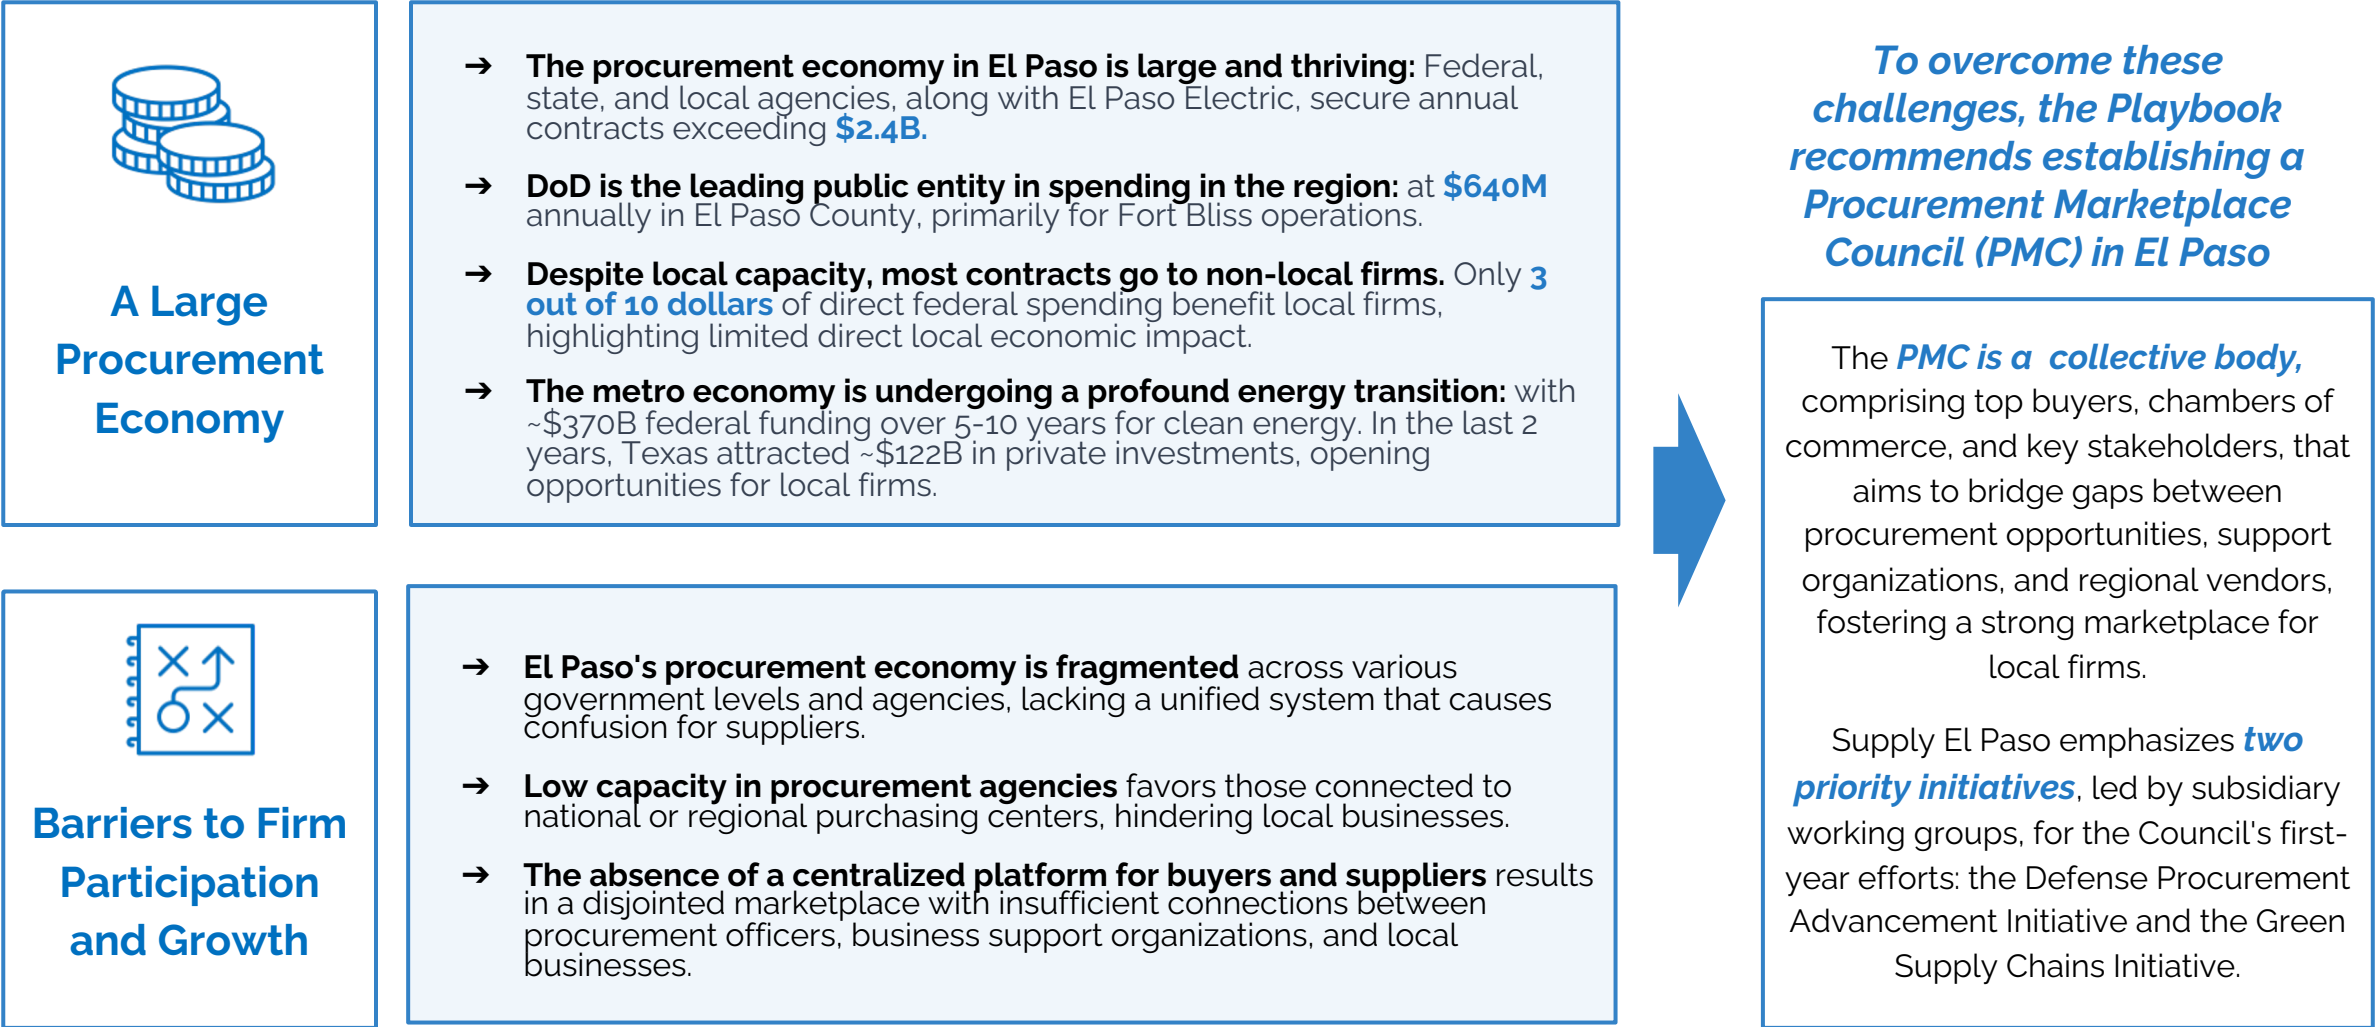 A Large
Procurement
Economy
➔ The procurement economy in El Paso is large and thriving: Federal,
state, and local agencies, along with El Paso Electric, secure annual
contracts exceeding $2.4B.
➔ DoD is the leading public entity in spending in the region: at $640M
annually in El Paso County, primarily for Fort Bliss operations.
➔ Despite local capacity, most contracts go to non-local firms. Only 3
out of 10 dollars of direct federal spending benefit local firms,
highlighting limited direct local economic impact.
➔ The metro economy is undergoing a profound energy transition: with
~$370B federal funding over 5-10 years for clean energy. In the last 2
years, Texas attracted ~$122B in private investments, opening
opportunities for local firms.
Barriers to Firm
Participation
and Growth
➔ El Paso's procurement economy is fragmented across various
government levels and agencies, lacking a unified system that causes
confusion for suppliers.
➔ Low capacity in procurement agencies favors those connected to
national or regional purchasing centers, hindering local businesses.
➔ The absence of a centralized platform for buyers and suppliers results
in a disjointed marketplace with insufficient connections between
procurement officers, business support organizations, and local
businesses.
To overcome these
challenges, the Playbook
recommends establishing a
Procurement Marketplace
Council (PMC) in El Paso
The PMC is a collective body,
comprising top buyers, chambers of
commerce, and key stakeholders, that
aims to bridge gaps between
procurement opportunities, support
organizations, and regional vendors,
fostering a strong marketplace for
local firms.
Supply El Paso emphasizes two
priority initiatives, led by subsidiary
working groups, for the Council's first-
year efforts: the Defense Procurement
Advancement Initiative and the Green
Supply Chains Initiative.